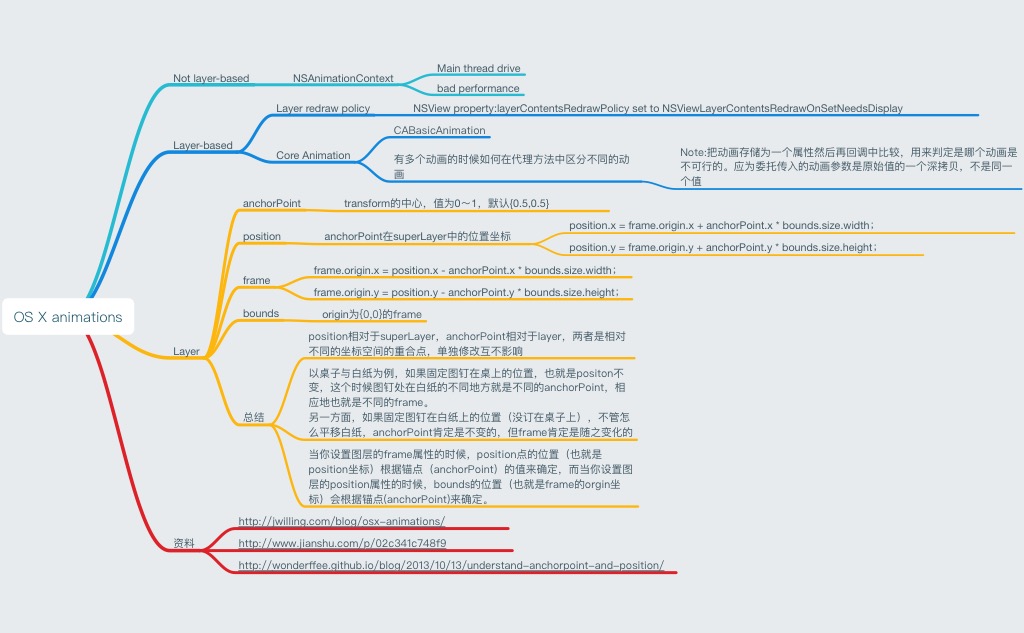 OS X animations
Not layer-based
NSAnimationContext
Main thread drive
bad performance
Layer-based
Layer redraw policy
NSView property:layerContentsRedrawPolicy set to NSViewLayerContentsRedrawOnSetNeedsDisplay
Core Animation
CABasicAnimation
有多个动画的时候如何在代理方法中区分不同的动
画
Note:把动画存储为一个属性然后再回调中比较，用来判定是哪个动画是
不可行的。应为委托传入的动画参数是原始值的一个深拷贝，不是同一
个值
Layer
anchorPoint
transform的中心，值为0～1，默认{0.5,0.5}
position
anchorPoint在superLayer中的位置坐标
position.x = frame.origin.x + anchorPoint.x * bounds.size.width；
position.y = frame.origin.y + anchorPoint.y * bounds.size.height；
frame
frame.origin.x = position.x - anchorPoint.x * bounds.size.width；
frame.origin.y = position.y - anchorPoint.y * bounds.size.height；
bounds
origin为{0,0}的frame
总结
position相对于superLayer，anchorPoint相对于layer，两者是相对
不同的坐标空间的重合点，单独修改互不影响
以桌子与白纸为例，如果固定图钉在桌上的位置，也就是positon不
变，这个时候图钉处在白纸的不同地方就是不同的anchorPoint，相
应地也就是不同的frame。
另一方面，如果固定图钉在白纸上的位置（没订在桌子上），不管怎
么平移白纸，anchorPoint肯定是不变的，但frame肯定是随之变化的
当你设置图层的frame属性的时候，position点的位置（也就是
position坐标）根据锚点（anchorPoint）的值来确定，而当你设置图
层的position属性的时候，bounds的位置（也就是frame的orgin坐
标）会根据锚点(anchorPoint)来确定。
资料
http://jwilling.com/blog/osx-animations/
http://www.jianshu.com/p/02c341c748f9
http://wonderffee.github.io/blog/2013/10/13/understand-anchorpoint-and-position/